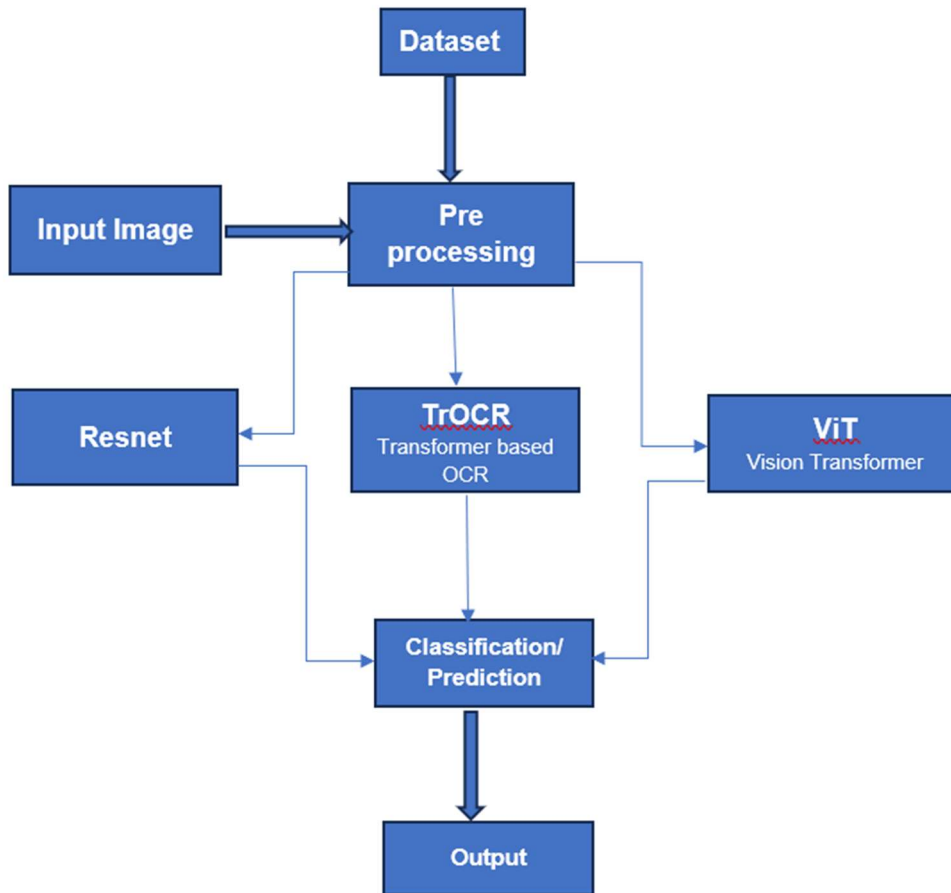 Dataset
Input Image
Pre
processing
Resnet
TrOCR
Transformer based
OCR
ViT
Vision Transformer
Classification/
Prediction
Output